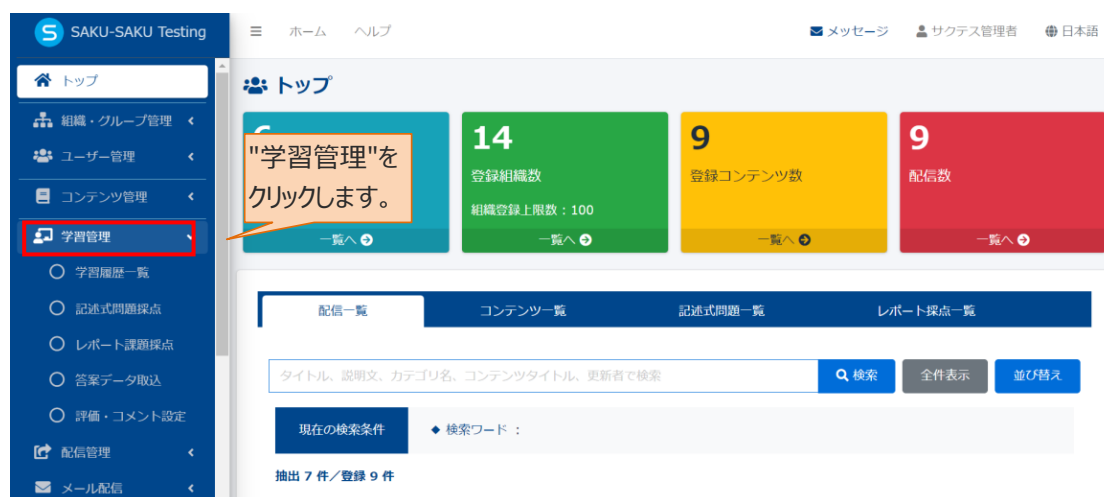 SAKU-SAKU Testing
ホーム ヘルプ
メッセージ サクテス管理者 日本語
トップ
組織・グループ管理
ユーザー管理
コンテンツ管理
学習管理
学習履歴一覧
記述式問題採点
レポート課題採点
答案データ取込
評価・コメント設定
配信管理
メール配信
トップ
"学習管理"を
クリックします。
一覧へ
14
登録組織数
組織登録上限数：100
一覧へ
9
登録コンテンツ数
一覧へ
9
配信数
一覧へ
配信一覧 コンテンツ一覧 記述式問題一覧 レポート採点一覧
タイトル、説明文、カテゴリ名、コンテンツタイトル、更新者で検索 検索 全件表示 並び替え
現在の検索条件 ◆ 検索ワード ：
抽出 7 件／登録 9 件